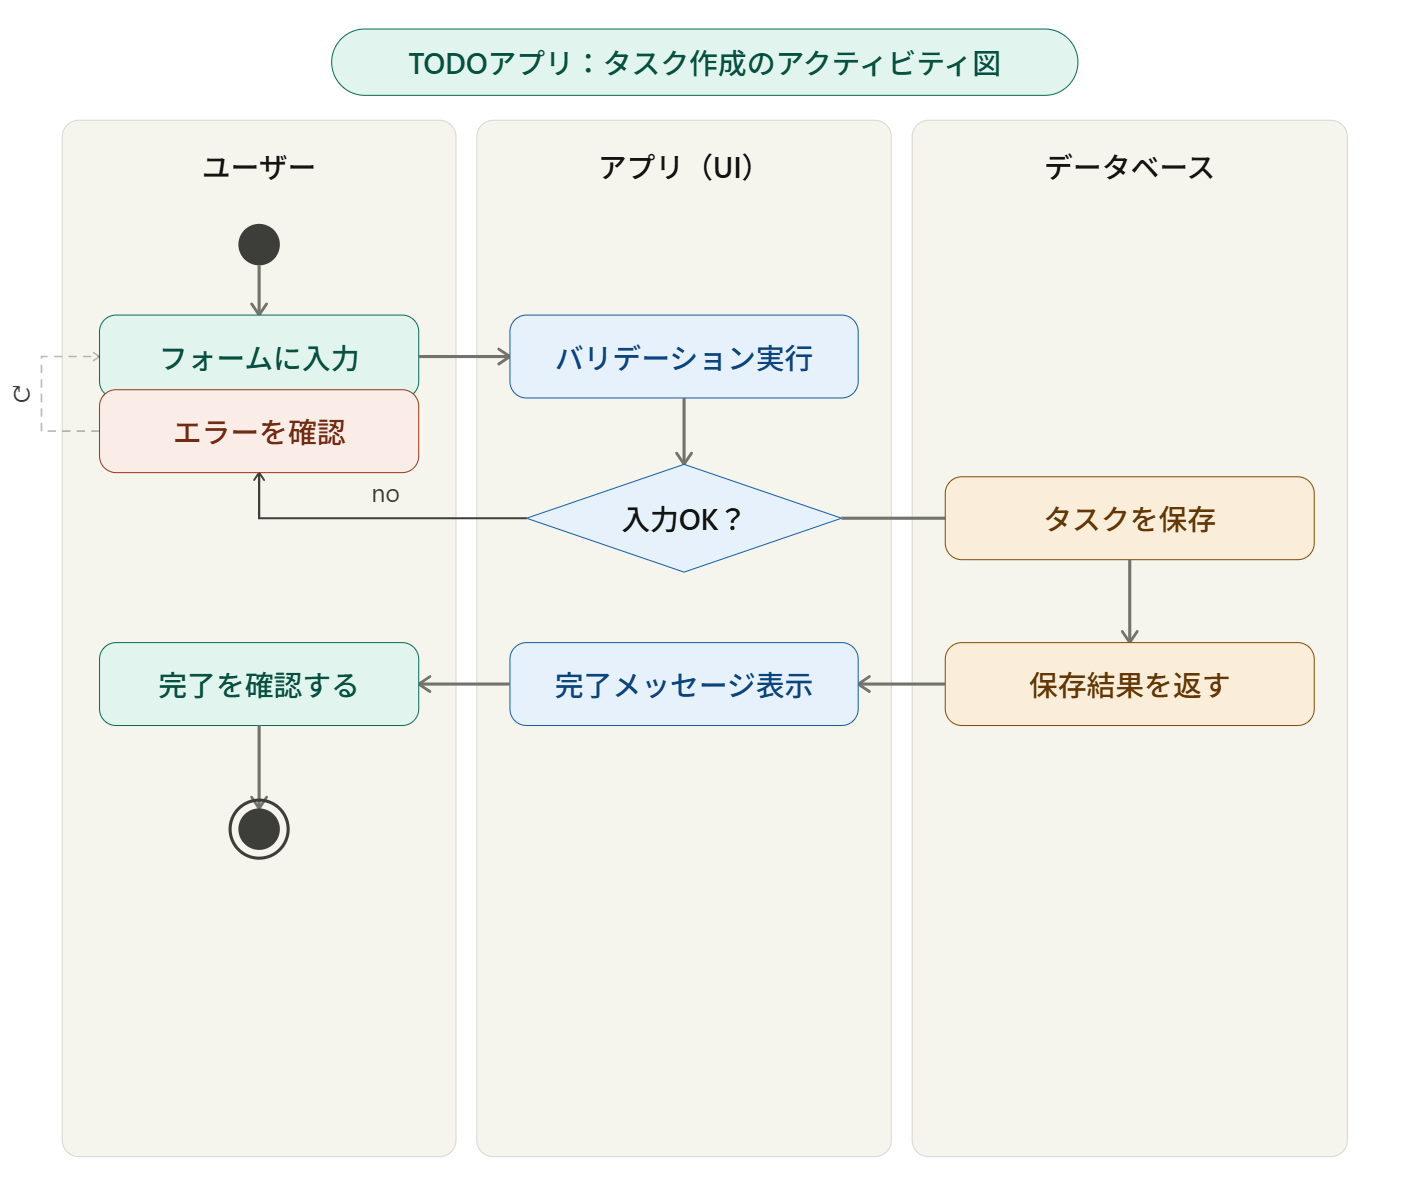 TODOアプリ：タスク作成のアクティビティ図
ユーザー
アプリ（UI）
データベース
フォームに入力
バリデーション実行
↻
エラーを確認
no
入力OK？
タスクを保存
完了を確認する
完了メッセージ表示
保存結果を返す